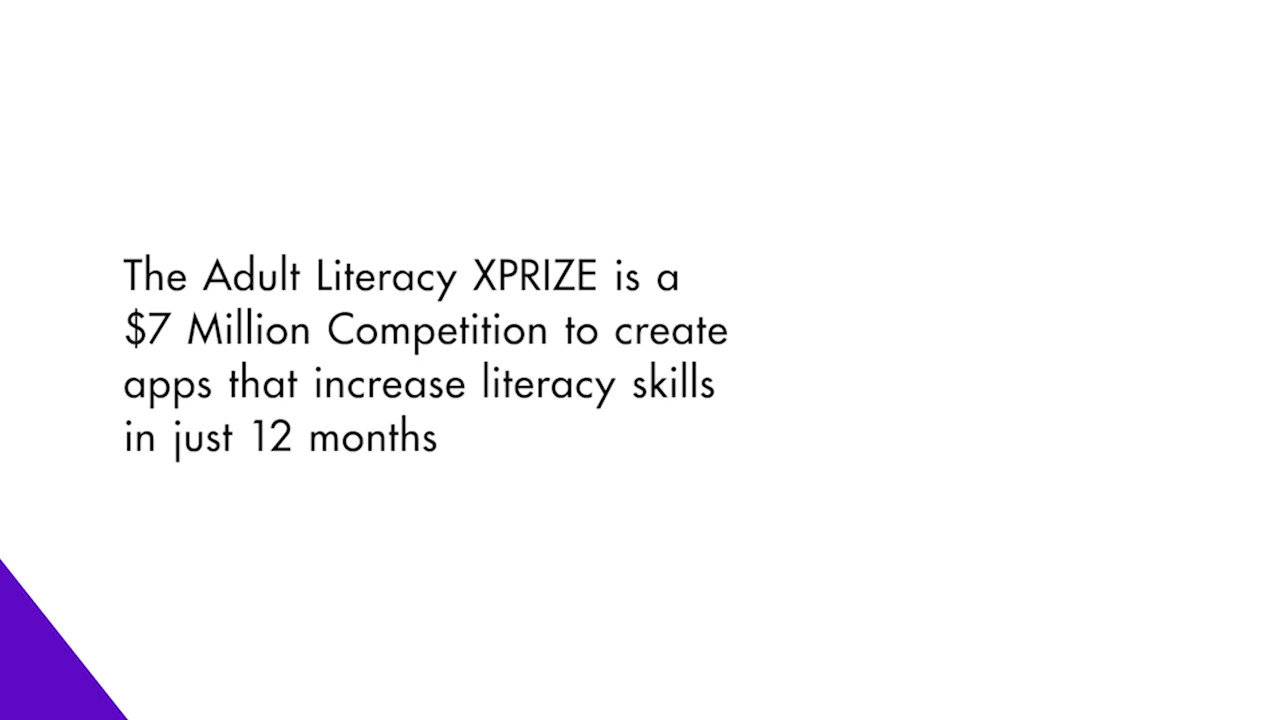 The Adult Literacy XPRIZE is a
$7 Million Competition to create
apps that increase literacy skills
in just 12 months